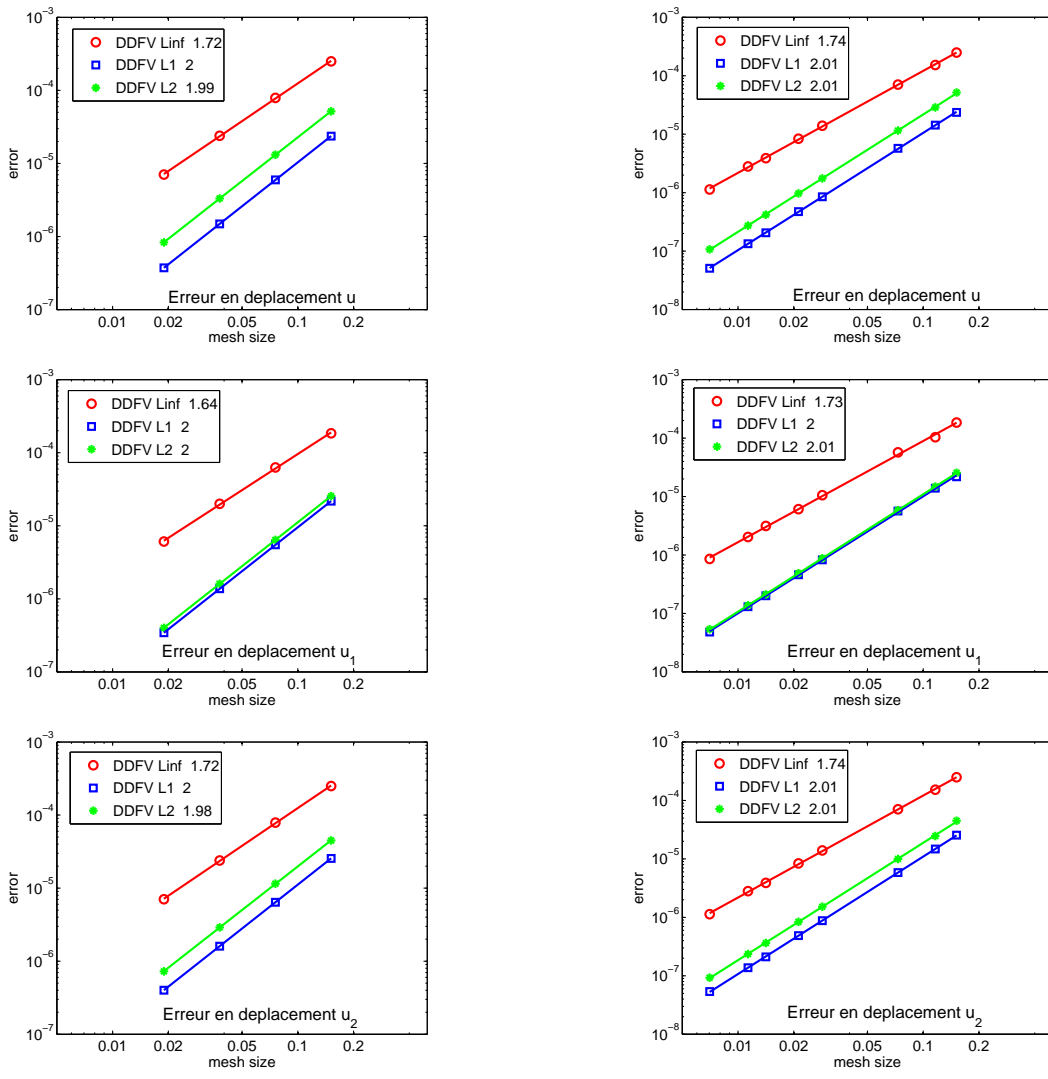 10^-3
10^-4
10^-5
10^-6
10^-7
error
DDFV Linf 1.72
DDFV L1 2
DDFV L2 1.99
Erreur en deplacement u
0.01 0.02 0.05 0.1 0.2
mesh size
10^-3
10^-4
10^-5
10^-6
10^-7
10^-8
error
DDFV Linf 1.74
DDFV L1 2.01
DDFV L2 2.01
Erreur en deplacement u
0.01 0.02 0.05 0.1 0.2
mesh size
10^-3
10^-4
10^-5
10^-6
10^-7
error
DDFV Linf 1.64
DDFV L1 2
DDFV L2 2
Erreur en deplacement u_1
0.01 0.02 0.05 0.1 0.2
mesh size
10^-3
10^-4
10^-5
10^-6
10^-7
10^-8
error
DDFV Linf 1.73
DDFV L1 2
DDFV L2 2.01
Erreur en deplacement u_1
0.01 0.02 0.05 0.1 0.2
mesh size
10^-3
10^-4
10^-5
10^-6
10^-7
error
DDFV Linf 1.72
DDFV L1 2
DDFV L2 1.98
Erreur en deplacement u_2
0.01 0.02 0.05 0.1 0.2
mesh size
10^-3
10^-4
10^-5
10^-6
10^-7
10^-8
error
DDFV Linf 1.74
DDFV L1 2.01
DDFV L2 2.01
Erreur en deplacement u_2
0.01 0.02 0.05 0.1 0.2
mesh size